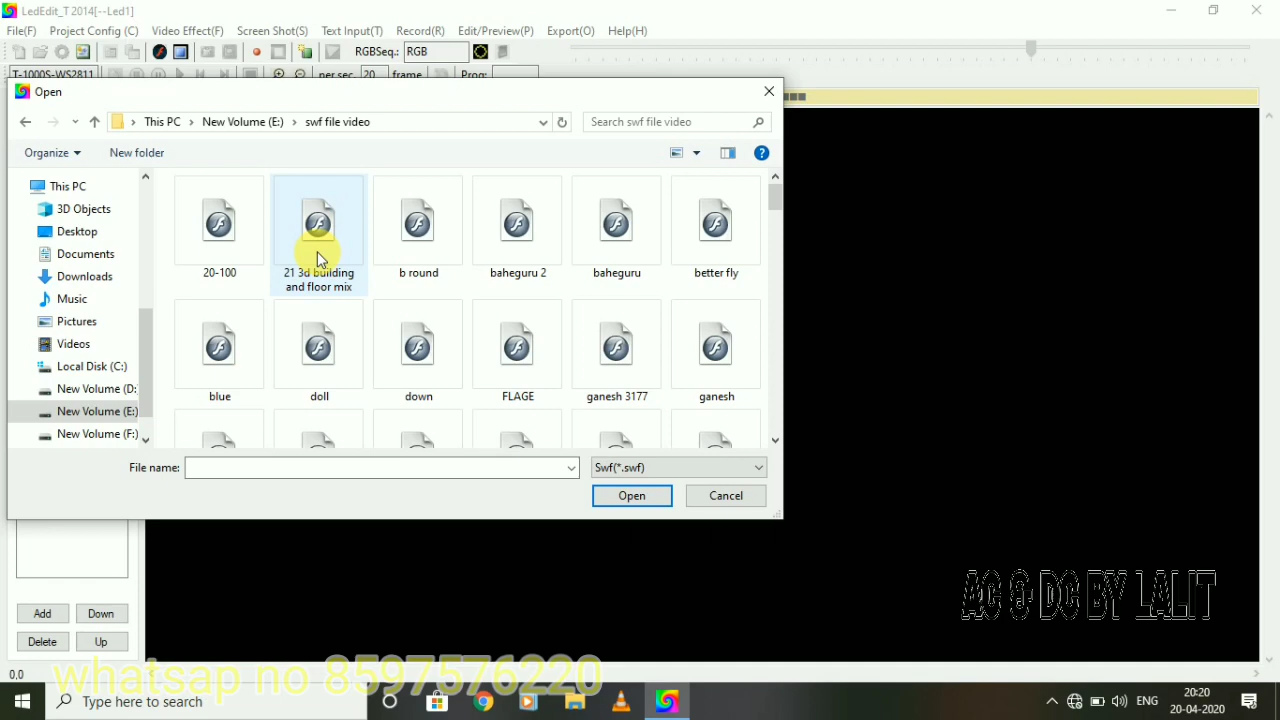 LedEdit_T 2014[--Led1]
File(F) Project Config (C) Video Effect(F) Screen Shot(S) Text Input(T) Record(R) Edit/Preview(P) Export(O) Help(H)
RGBSeq.: RGB
T-1000S-WS2811 per sec 20 frame Prog:
Open
This PC New Volume (E:) swf file video Search swf file video
Organize New folder
This PC
3D Objects
Desktop
Documents
Downloads
Music
Pictures
Videos
Local Disk (C:)
New Volume (D:
New Volume (E:)
New Volume (F:)
20-100 21 3d building and floor mix b round baheguru 2 baheguru better fly
blue doll down FLAGE ganesh 3177 ganesh
File name: Swf(*.swf)
Open Cancel
AC & DC BY LALIT
Add Down
Delete Up
0,0
whatsap no 8597576220
Type here to search
ENG
20:20
20-04-2020